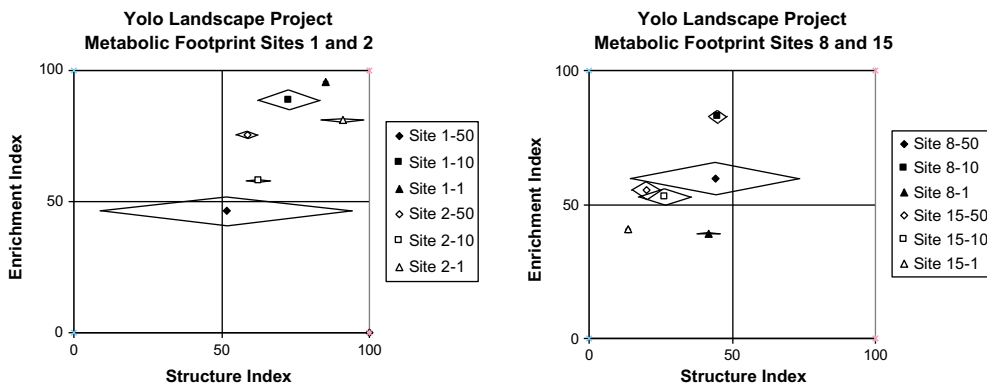 Yolo Landscape Project
Metabolic Footprint Sites 1 and 2
100
50
0
0
50
100
Enrichment Index
Structure Index
Site 1-50
Site 1-10
Site 1-1
Site 2-50
Site 2-10
Site 2-1
Yolo Landscape Project
Metabolic Footprint Sites 8 and 15
100
50
0
0
50
100
Enrichment Index
Structure Index
Site 8-50
Site 8-10
Site 8-1
Site 15-50
Site 15-10
Site 15-1